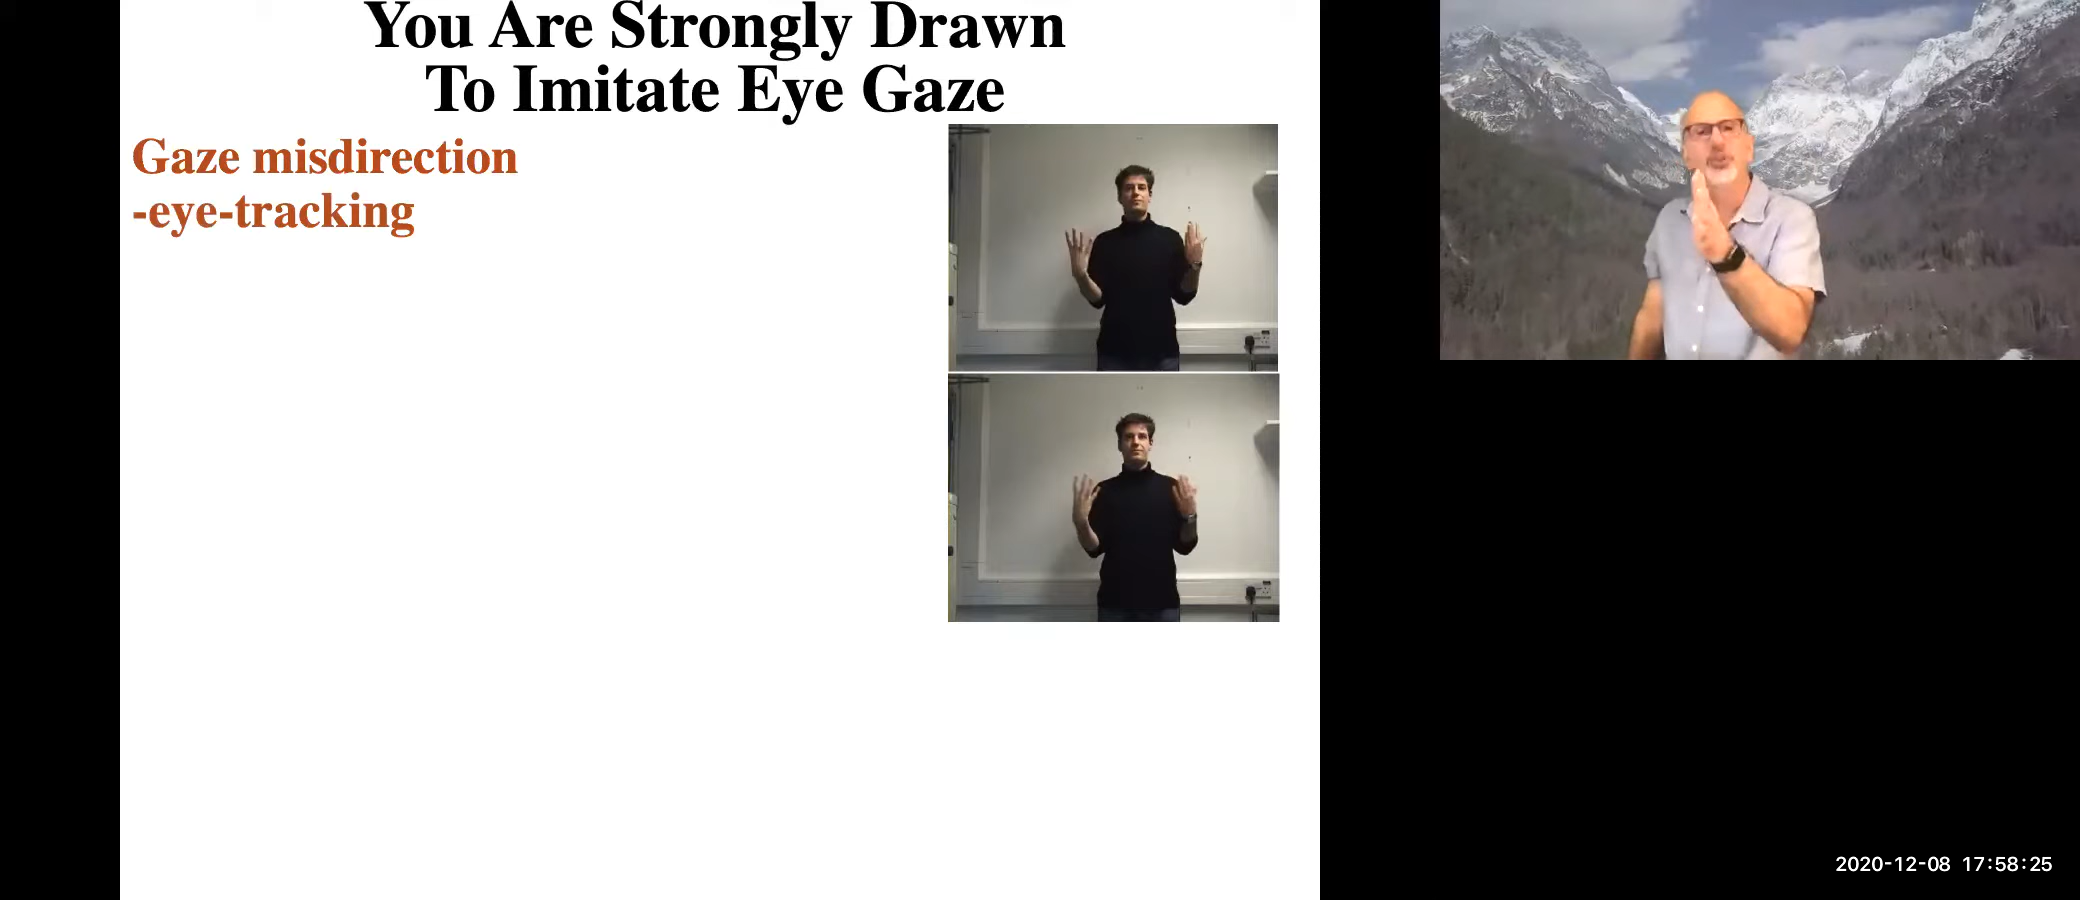 You Are Strongly Drawn
To Imitate Eye Gaze
Gaze misdirection
-eye-tracking
2020-12-08 17:58:25